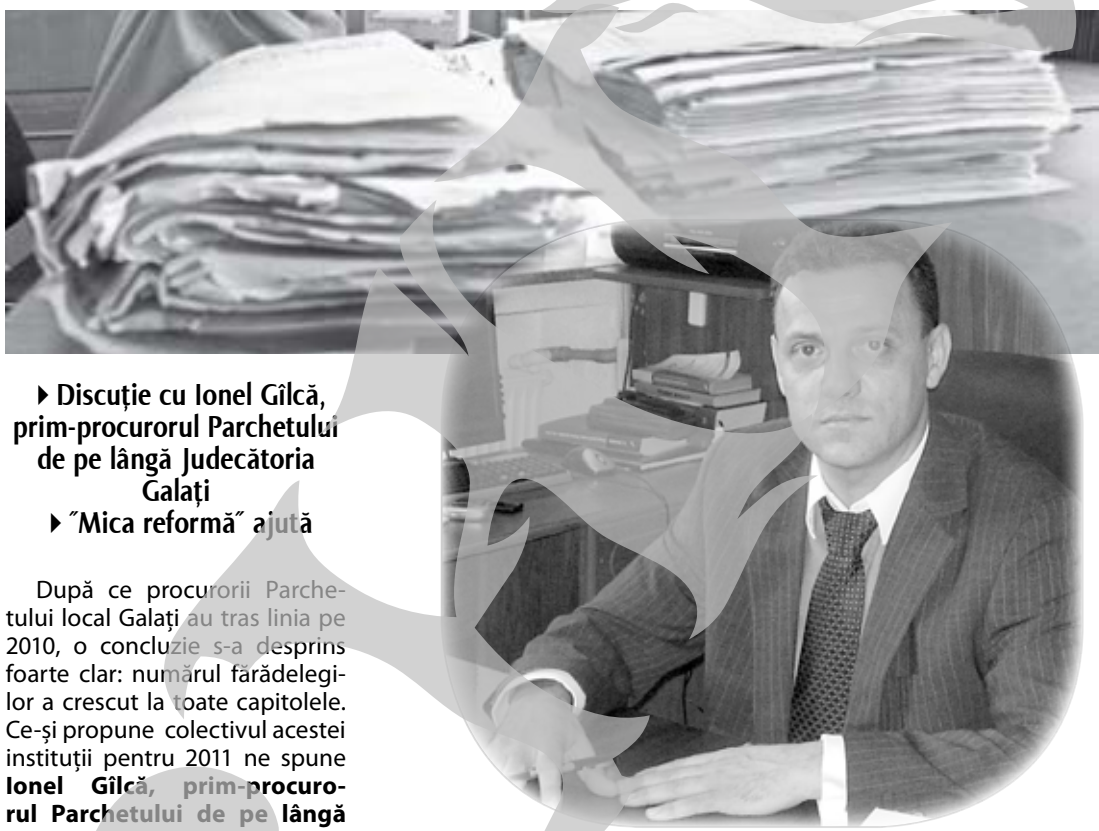 ▶ Discuție cu Ionel Gîlcă,
prim-procurorul Parchetului
de pe lângă Judecătoria
Galați
▶ ˝Mica reformă˝ ajută
După ce procurorii Parche-
tului local Galați au tras linia pe
2010, o concluzie s-a desprins
foarte clar: numărul fărădelegi-
lor a crescut la toate capitolele.
Ce-și propune colectivul acestei
instituții pentru 2011 ne spune
Ionel Gîlcă, prim-procuro-
rul Parchetului de pe lângă